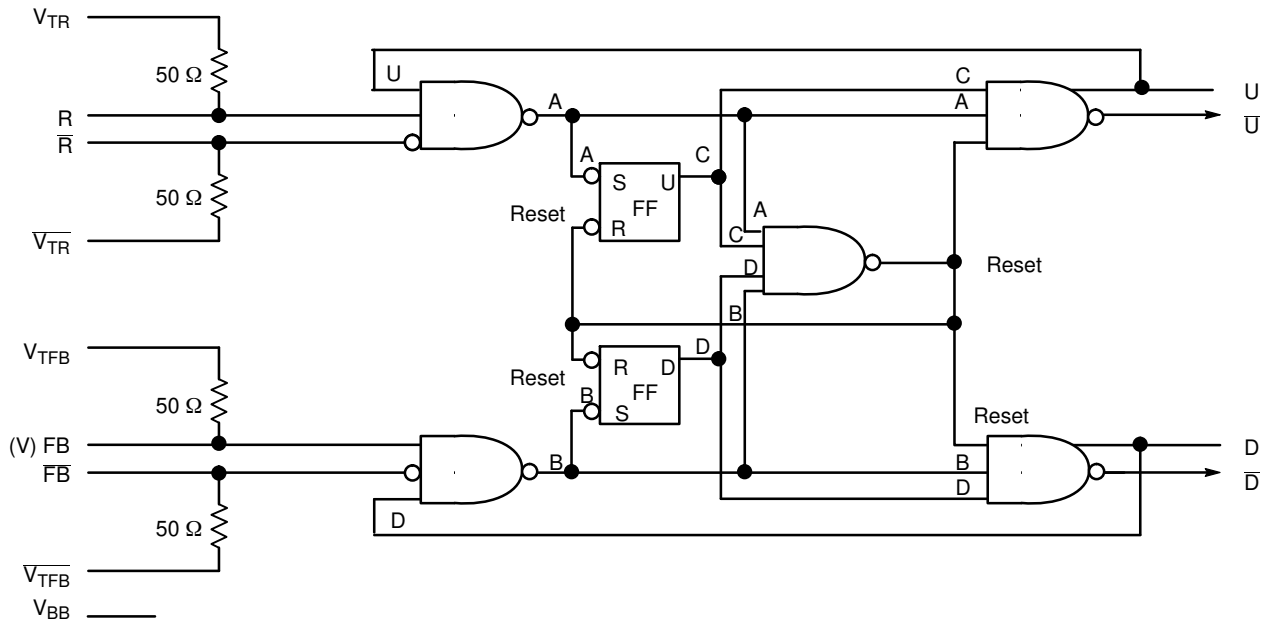 V_TR
50 Ω
U
A
C
U
R
A
U̅
R̅
A
C
S U
FF
50 Ω
Reset
R
A
C
V̅_TR̅
D
Reset
B
V_TFB
D
Reset
R D
FF
50 Ω
B
S
Reset
(V) FB
D
F̅B̅
B
B
D̅
D
50 Ω
D
V̅_TFB̅
V_BB